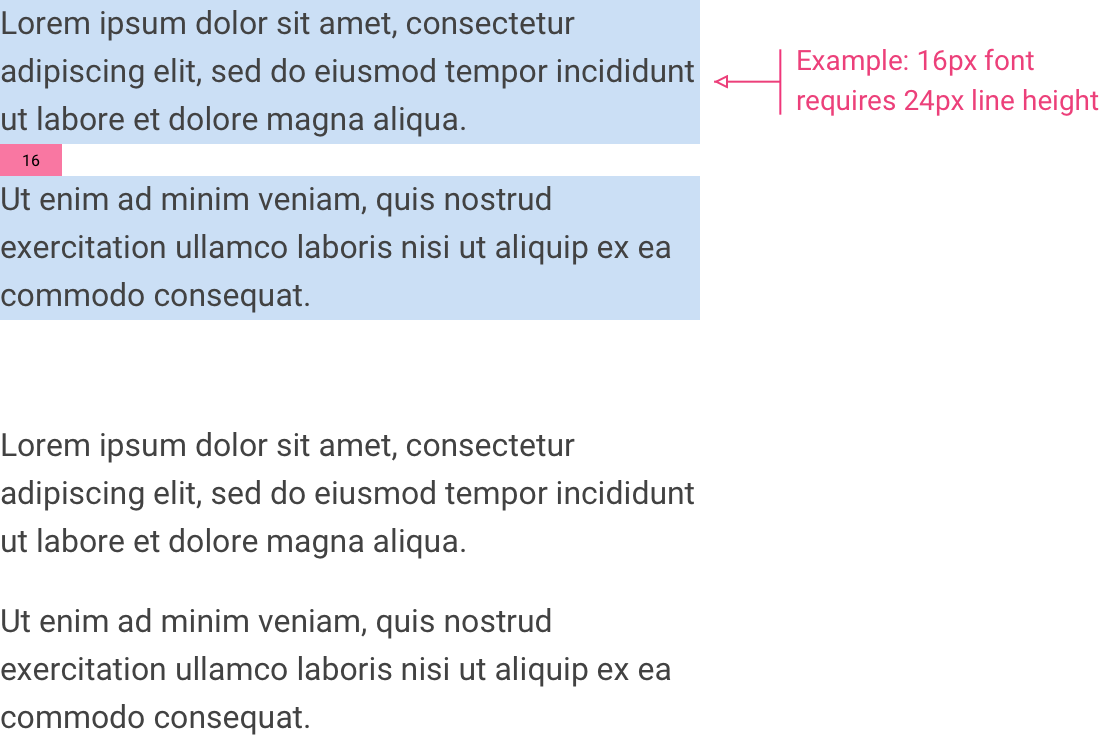 Lorem ipsum dolor sit amet, consectetur
adipiscing elit, sed do eiusmod tempor incididunt
ut labore et dolore magna aliqua.
Example: 16px font
requires 24px line height
16
Ut enim ad minim veniam, quis nostrud
exercitation ullamco laboris nisi ut aliquip ex ea
commodo consequat.
Lorem ipsum dolor sit amet, consectetur
adipiscing elit, sed do eiusmod tempor incididunt
ut labore et dolore magna aliqua.
Ut enim ad minim veniam, quis nostrud
exercitation ullamco laboris nisi ut aliquip ex ea
commodo consequat.